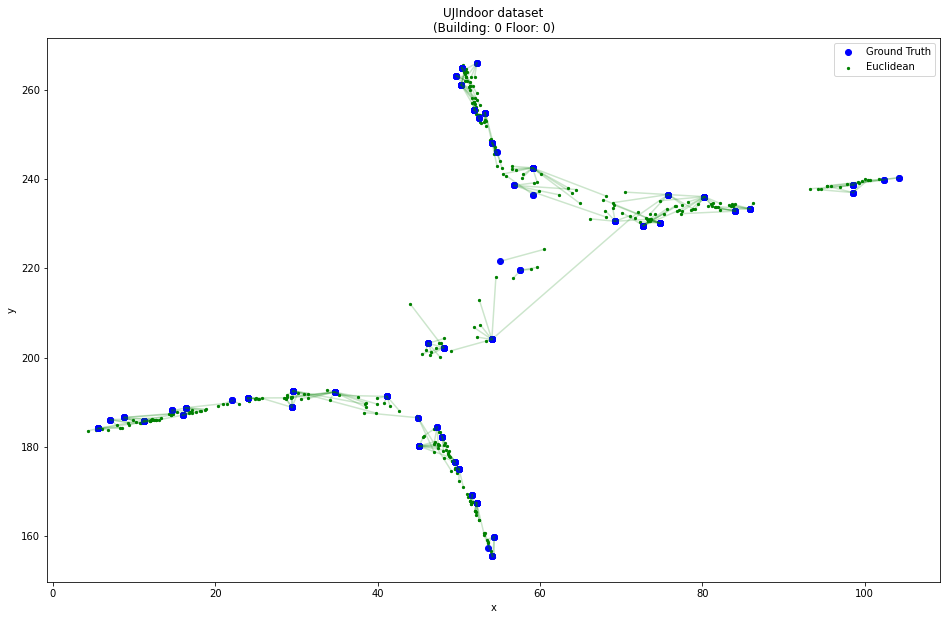 UJIndoor dataset
(Building: 0 Floor: 0)
Ground Truth
Euclidean
260
240
220
200
180
160
y
0 20 40 60 80 100
x